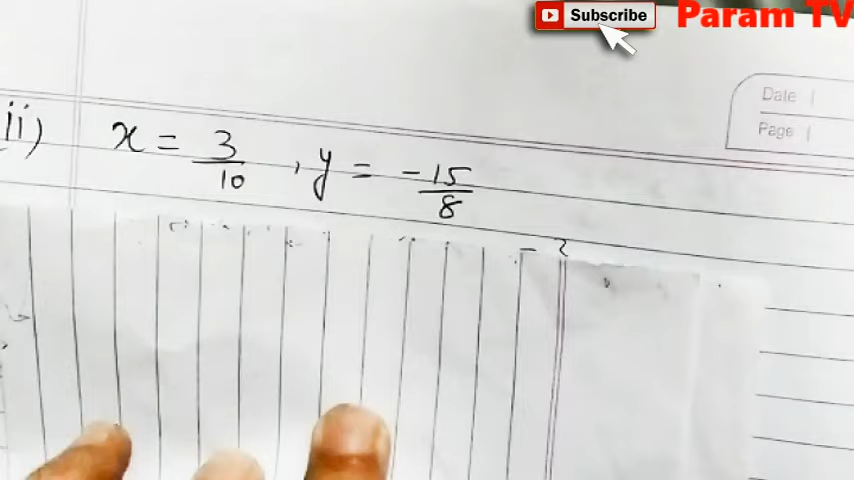 Subscribe
Param TV
Date
Page
ii) x = 3/10 , y = -15/8